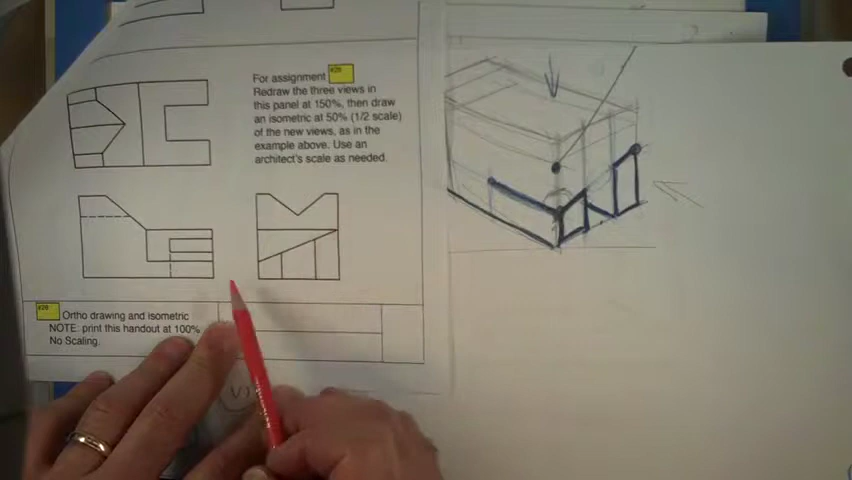 For assignment #28
Redraw the three views in
this panel at 150%, then draw
an isometric at 50% (1/2 scale)
of the new views, as in the
example above. Use an
architect's scale as needed.
#28 Ortho drawing and isometric
NOTE: print this handout at 100%
No Scaling.